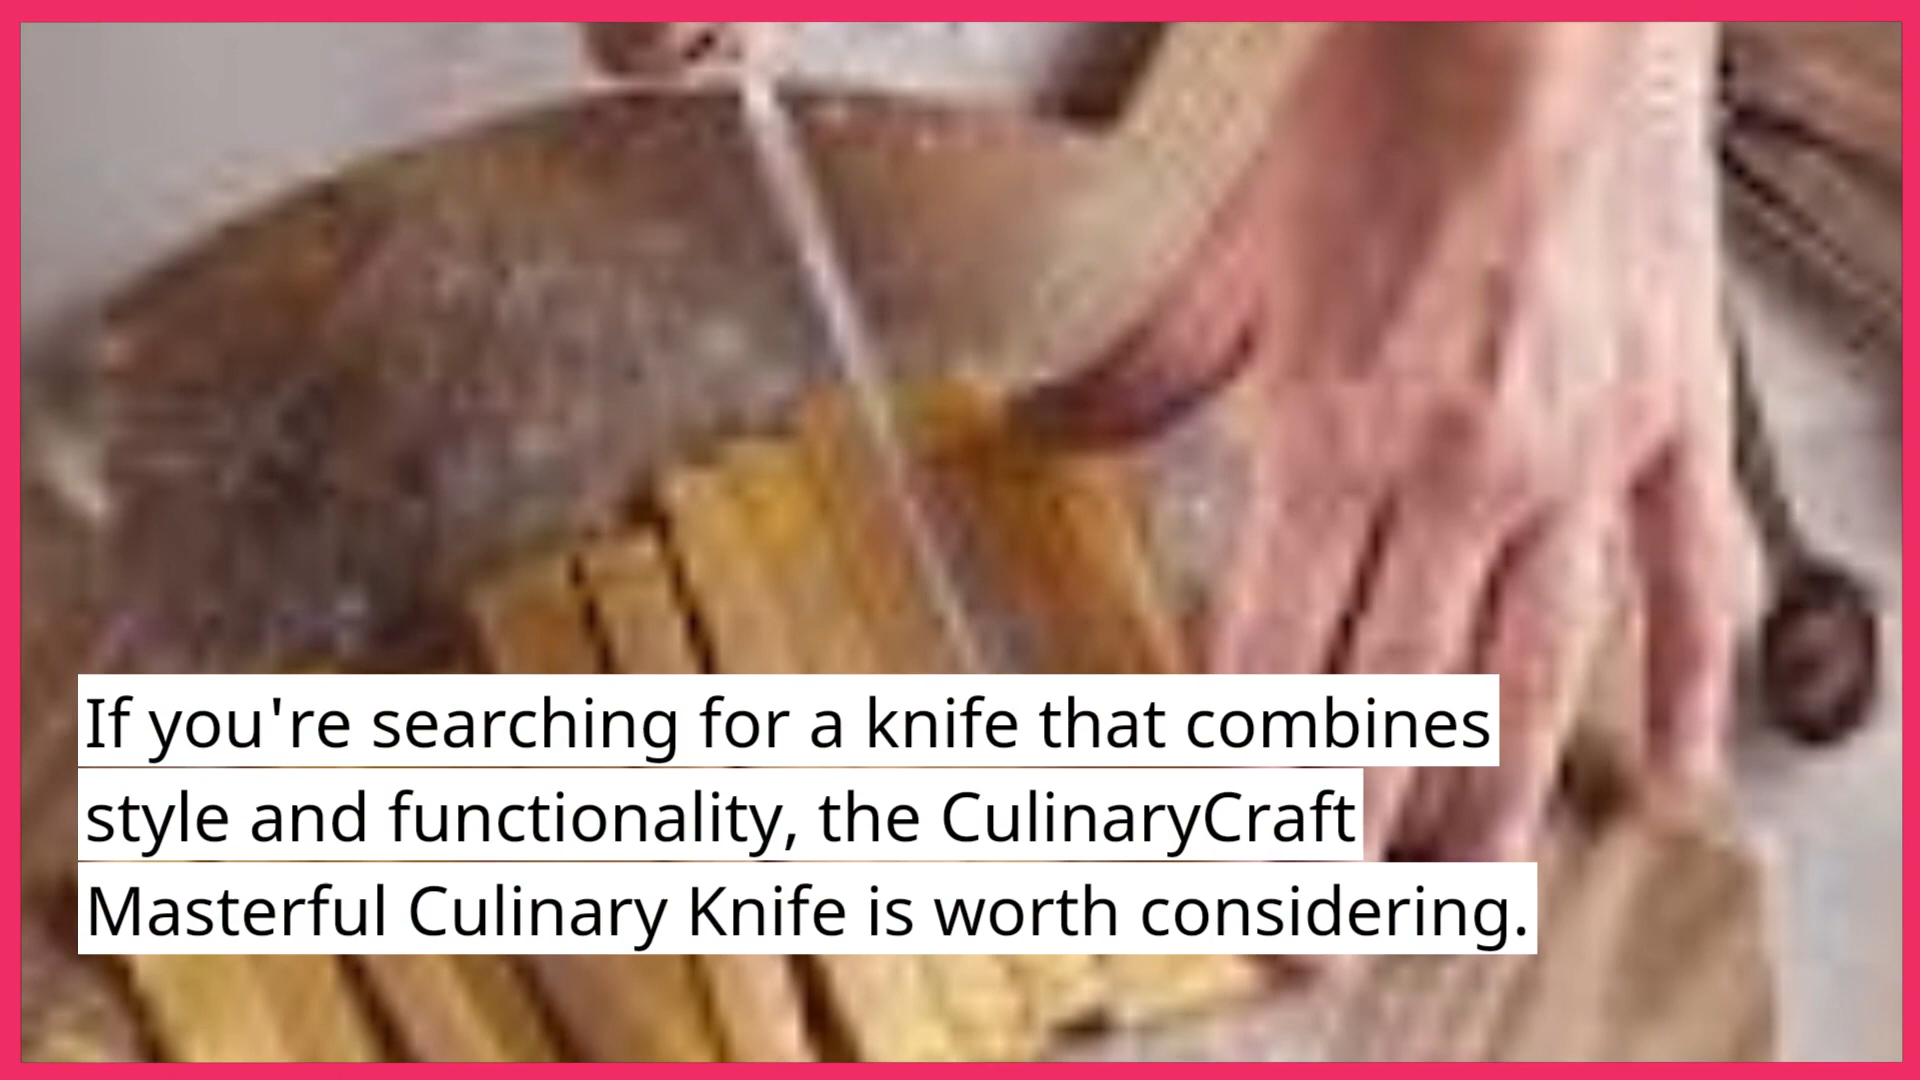 If you're searching for a knife that combines
style and functionality, the CulinaryCraft
Masterful Culinary Knife is worth considering.